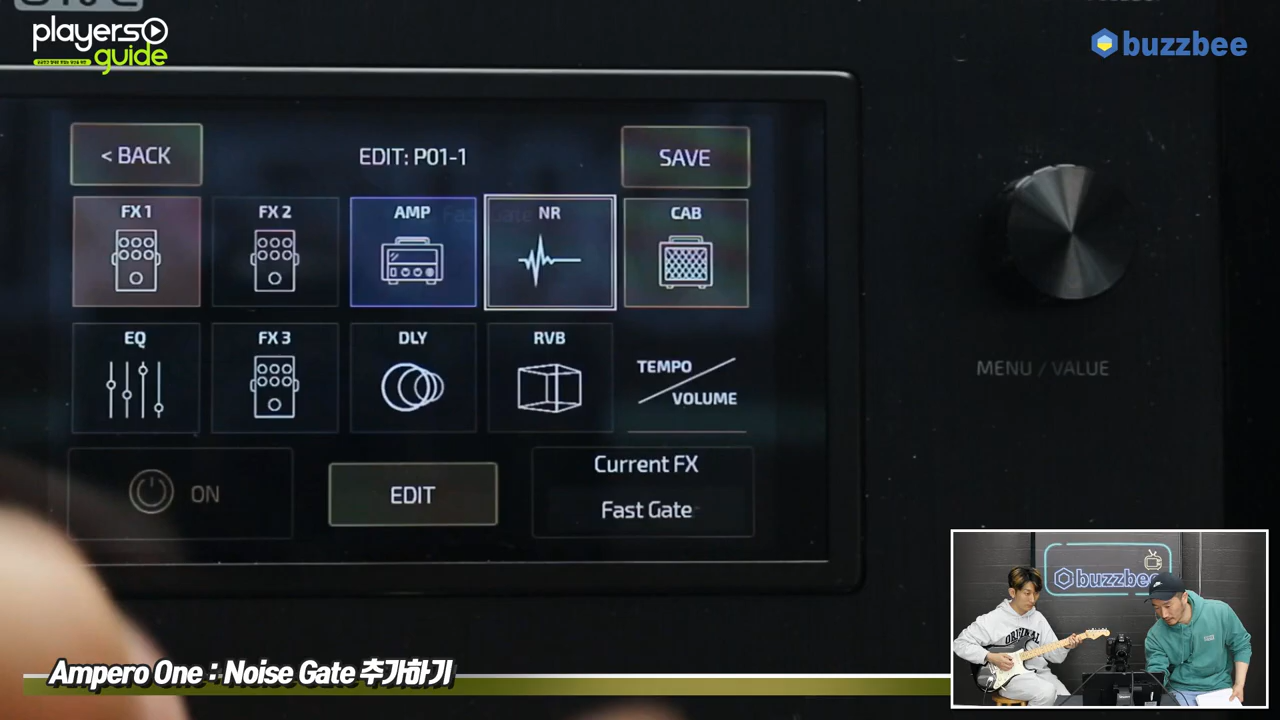 players
guide
buzzbee
< BACK
EDIT: P01-1
SAVE
FX 1
FX 2
AMP
NR
CAB
EQ
FX 3
DLY
RVB
TEMPO
VOLUME
ON
EDIT
Current FX
Fast Gate
MENU / VALUE
buzzbee
ORIGINAL
Ampero One : Noise Gate 추가하기